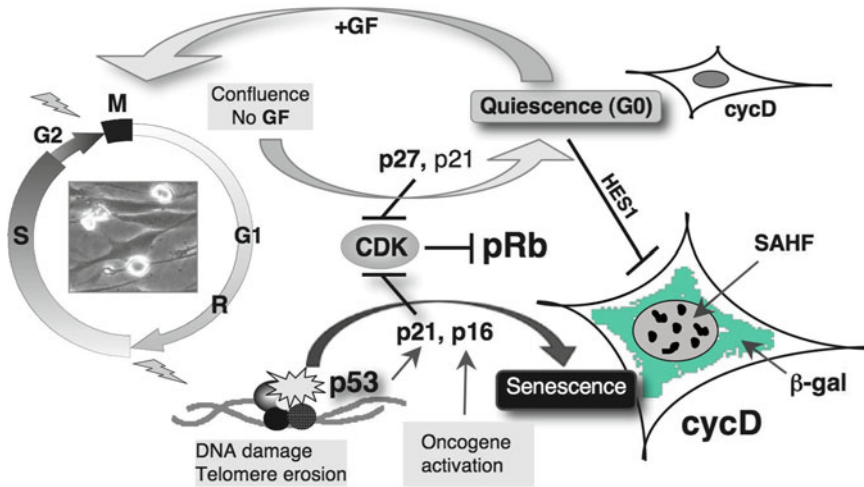 +GF
M
Confluence
No GF
Quiescence (G0)
cycD
G2
p27, p21
HES1
S
G1
CDK
pRb
SAHF
R
p21, p16
p53
Senescence
β-gal
cycD
DNA damage
Telomere erosion
Oncogene
activation